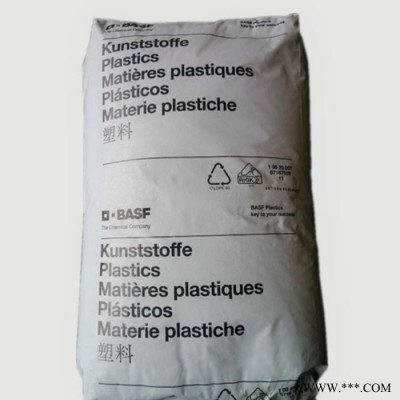 BASF
Kunststoffe
Plastics
Matières plastiques
Plásticos
Materie plastiche
塑料
BASF
The Chemical Company
BASF Plastics
key to your success
Kunststoffe
Plastics
Matières plastiques
Plásticos
Materie plastiche
塑料
www.***.com